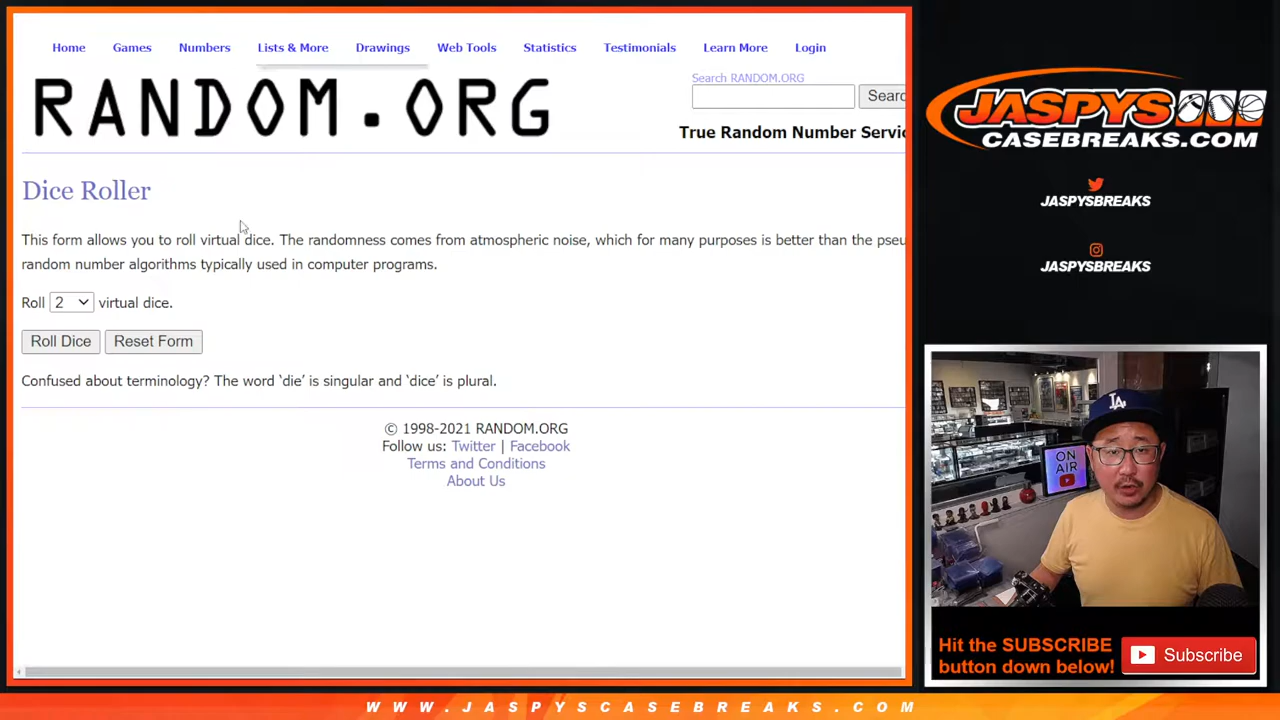 Home Games Numbers Lists & More Drawings Web Tools Statistics Testimonials Learn More Login
RANDOM.ORG
Search RANDOM.ORG
Searc
True Random Number Servic
Dice Roller
This form allows you to roll virtual dice. The randomness comes from atmospheric noise, which for many purposes is better than the pseu
random number algorithms typically used in computer programs.
Roll 2 virtual dice.
Roll Dice Reset Form
Confused about terminology? The word ‘die’ is singular and ‘dice’ is plural.
© 1998-2021 RANDOM.ORG
Follow us: Twitter | Facebook
Terms and Conditions
About Us
JASPYS
CASEBREAKS.COM
JASPYSBREAKS
JASPYSBREAKS
LA
ON
AIR
Hit the SUBSCRIBE
button down below!
Subscribe
WWW.JASPYSCASEBREAKS.COM